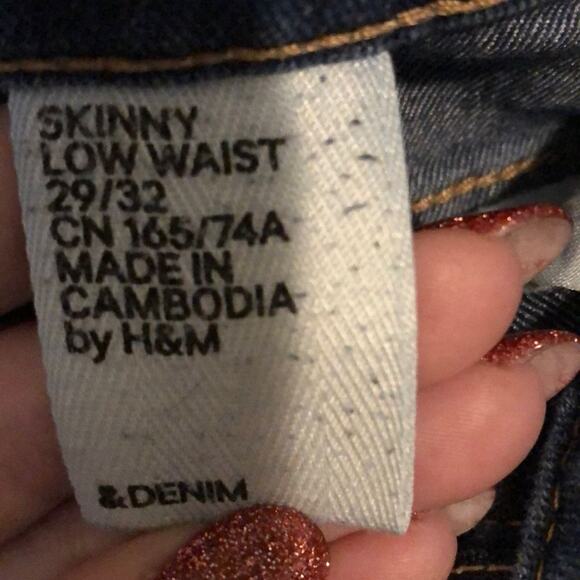 SKINNY
LOW WAIST
29/32
CN 165/74A
MADE IN
CAMBODIA
by H&M
&DENIM